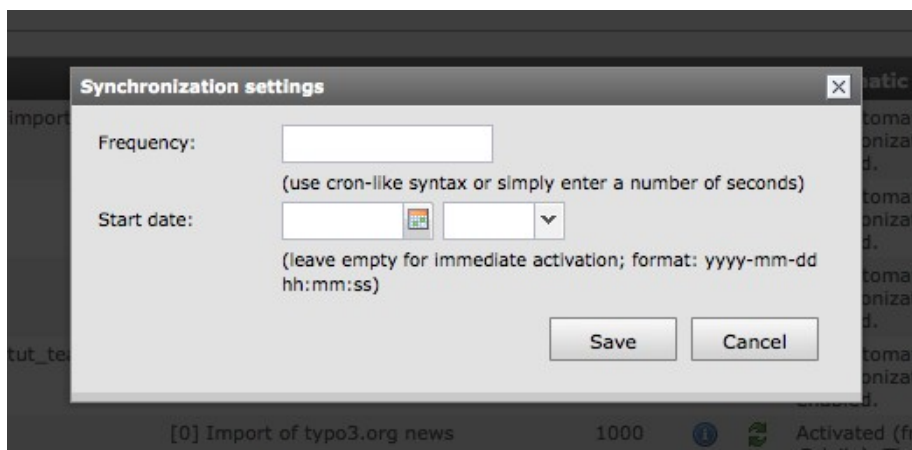 Synchronization settings
import
Frequency:
(use cron-like syntax or simply enter a number of seconds)
Start date:
(leave empty for immediate activation; format: yyyy-mm-dd
hh:mm:ss)
Save Cancel
[0] Import of typo3.org news 1000 Activated